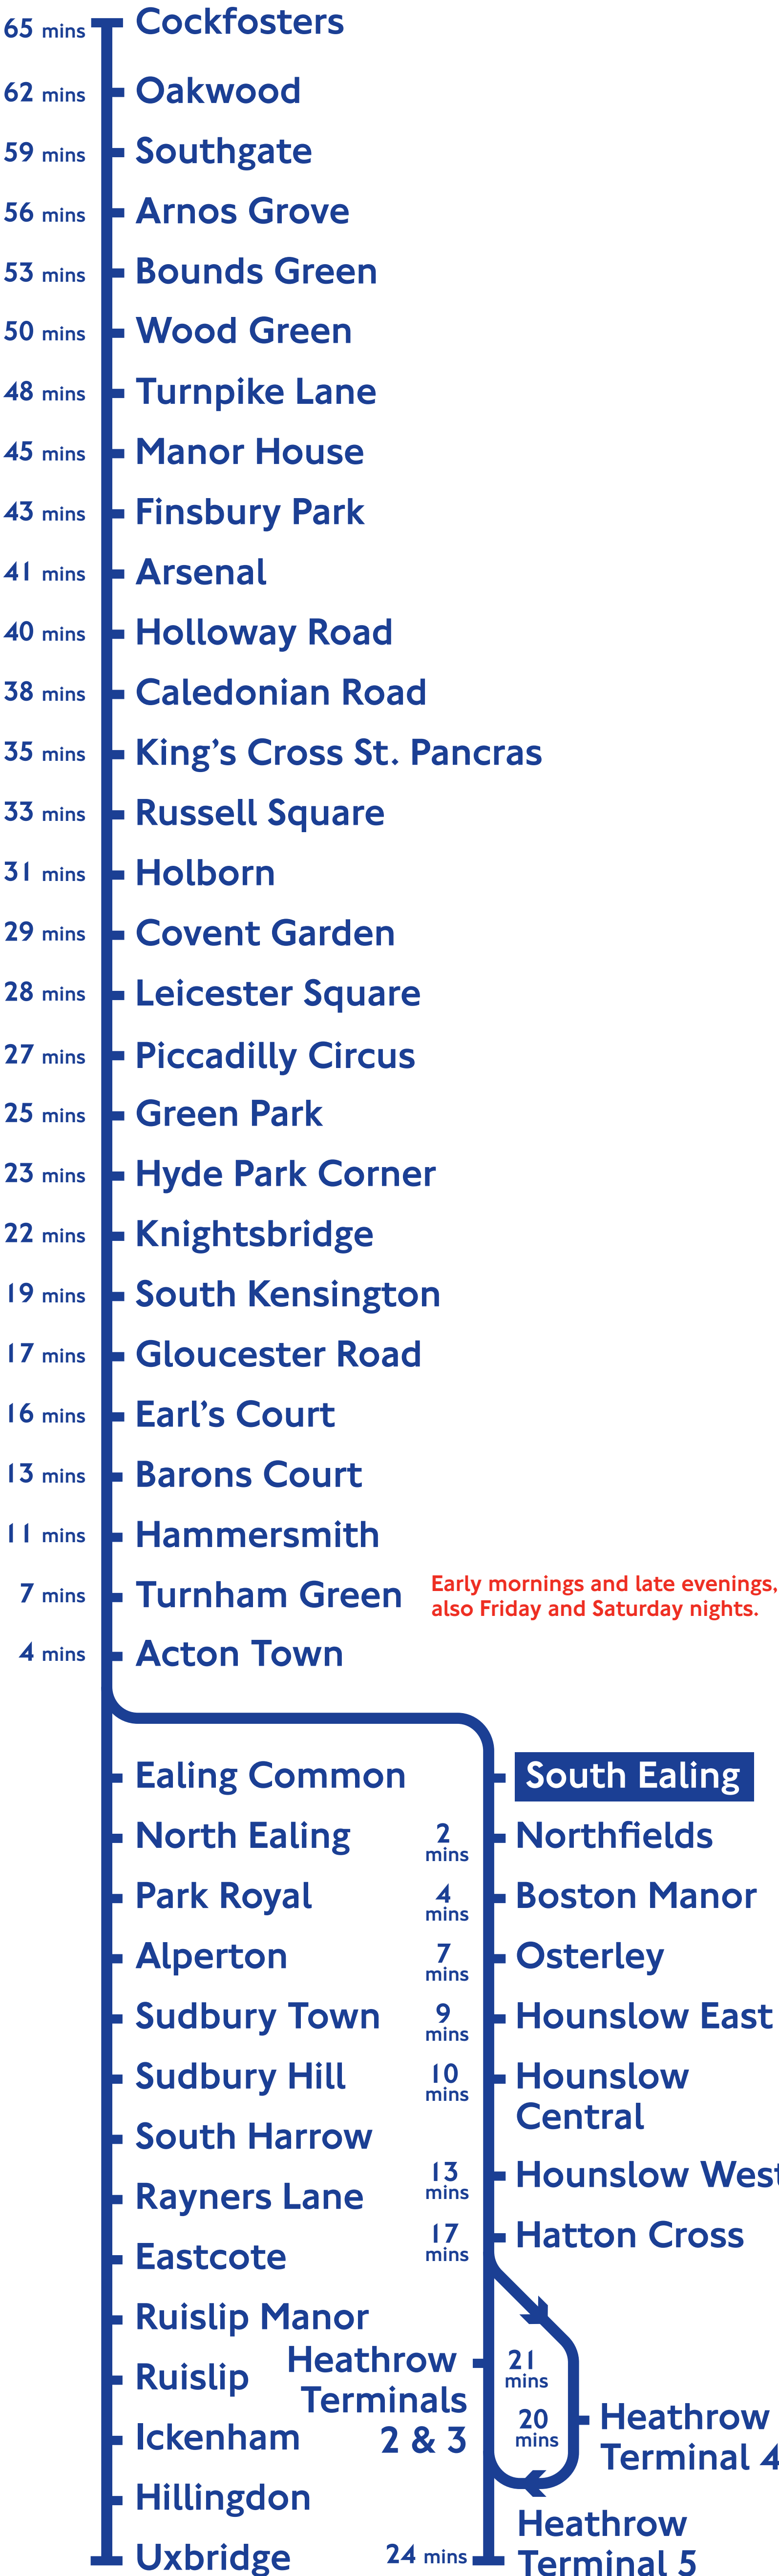 65 mins Cockfosters
62 mins Oakwood
59 mins Southgate
56 mins Arnos Grove
53 mins Bounds Green
50 mins Wood Green
48 mins Turnpike Lane
45 mins Manor House
43 mins Finsbury Park
41 mins Arsenal
40 mins Holloway Road
38 mins Caledonian Road
35 mins King’s Cross St. Pancras
33 mins Russell Square
31 mins Holborn
29 mins Covent Garden
28 mins Leicester Square
27 mins Piccadilly Circus
25 mins Green Park
23 mins Hyde Park Corner
22 mins Knightsbridge
19 mins South Kensington
17 mins Gloucester Road
16 mins Earl’s Court
13 mins Barons Court
11 mins Hammersmith
7 mins Turnham Green
Early mornings and late evenings,
also Friday and Saturday nights.
4 mins Acton Town
Ealing Common
North Ealing
Park Royal
Alperton
Sudbury Town
Sudbury Hill
South Harrow
Rayners Lane
Eastcote
Ruislip Manor
Ruislip
Ickenham
Hillingdon
Uxbridge
South Ealing
2
mins
Northfields
4
mins
Boston Manor
7
mins
Osterley
9
mins
Hounslow East
10
mins
Hounslow
Central
13
mins
Hounslow West
17
mins
Hatton Cross
Heathrow
Terminals
2 & 3
21
mins
20
mins
Heathrow
Terminal 4
24 mins
Heathrow
Terminal 5